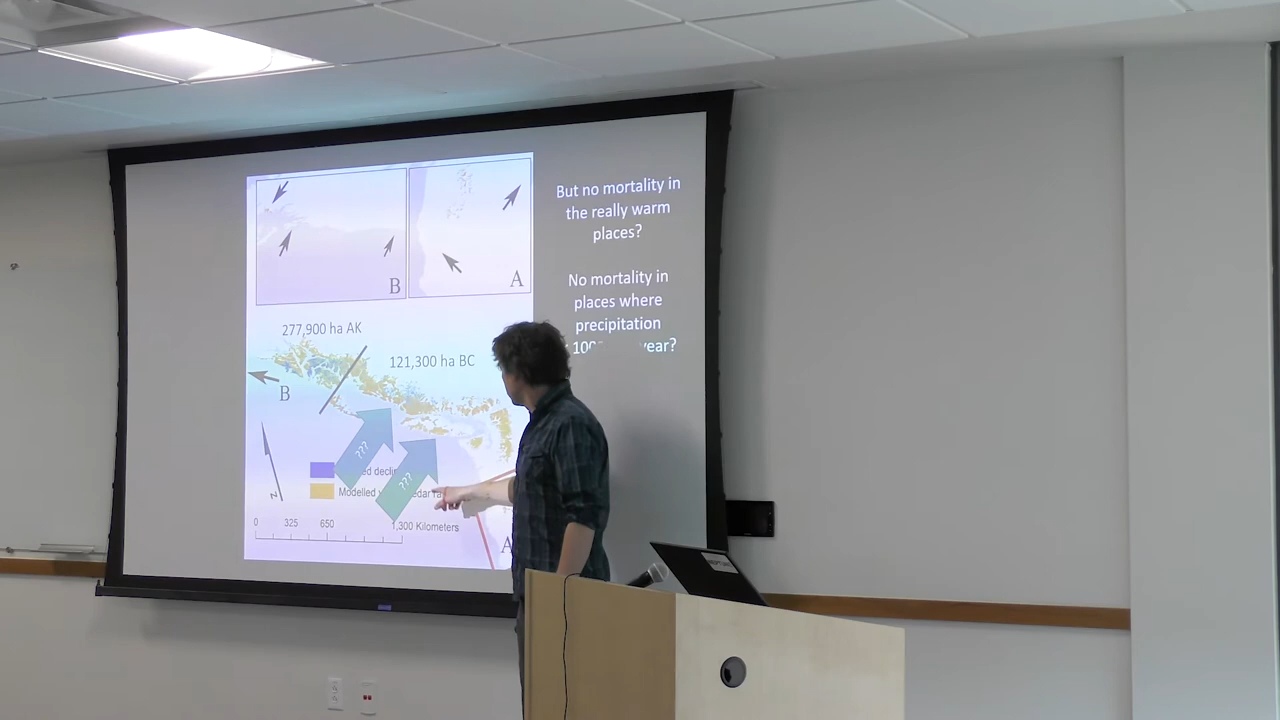 But no mortality in
the really warm
places?
No mortality in
places where
precipitation
year?
B
A
277,900 ha AK
121,300 ha BC
B
???
???
Modelled
N
0 325 650 1,300 Kilometers
A